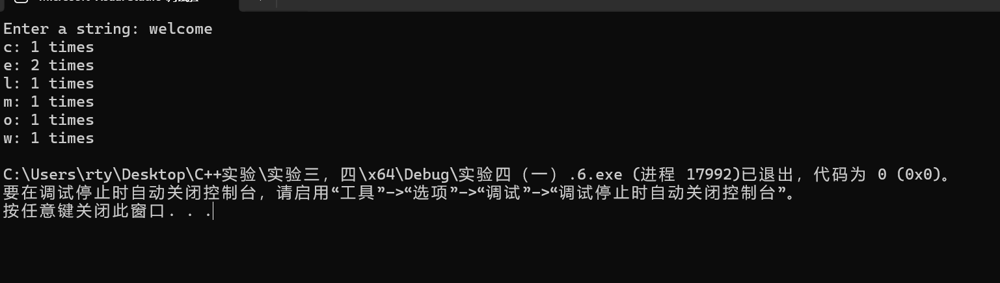 Enter a string: welcome
c: 1 times
e: 2 times
l: 1 times
m: 1 times
o: 1 times
w: 1 times
C:\Users\rty\Desktop\C++实验\实验三，四\x64\Debug\实验四（一）.6.exe (进程 17992)已退出，代码为 0 (0x0)。
要在调试停止时自动关闭控制台，请启用“工具”->“选项”->“调试”->“调试停止时自动关闭控制台”。
按任意键关闭此窗口. . .